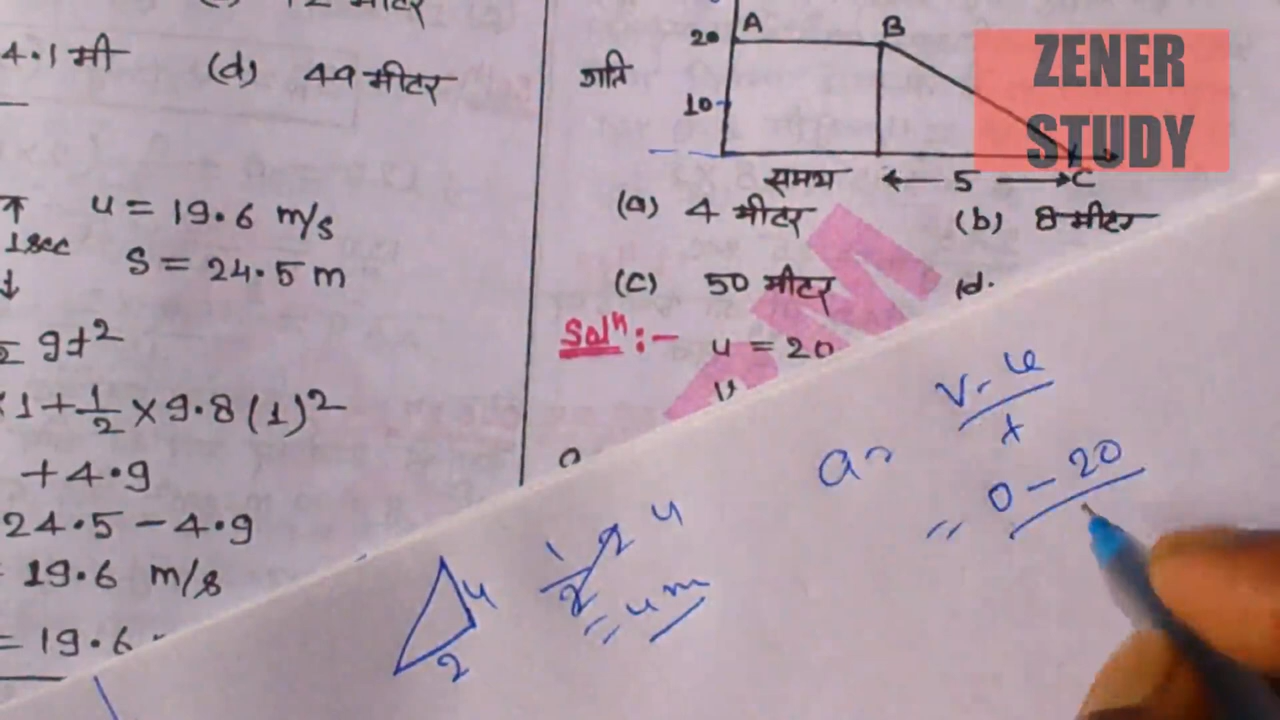 4.1 मी (d) 49 मीटर
u = 19.6 m/s
1sec
S = 24.5 m
gt²
1 + 1/2 × 9.8 (1)²
+ 4.9
24.5 - 4.9
19.6 m/s
= 19.6
20 A B
गति
10
समय ← 5 → C
(a) 4 मीटर (b) 8 मीटर
(c) 50 मीटर (d.
Solⁿ :-
u = 20
ZENER
STUDY
a =
v - u
t
= 0 - 20
1/2 2 4
= 4 m
4
2